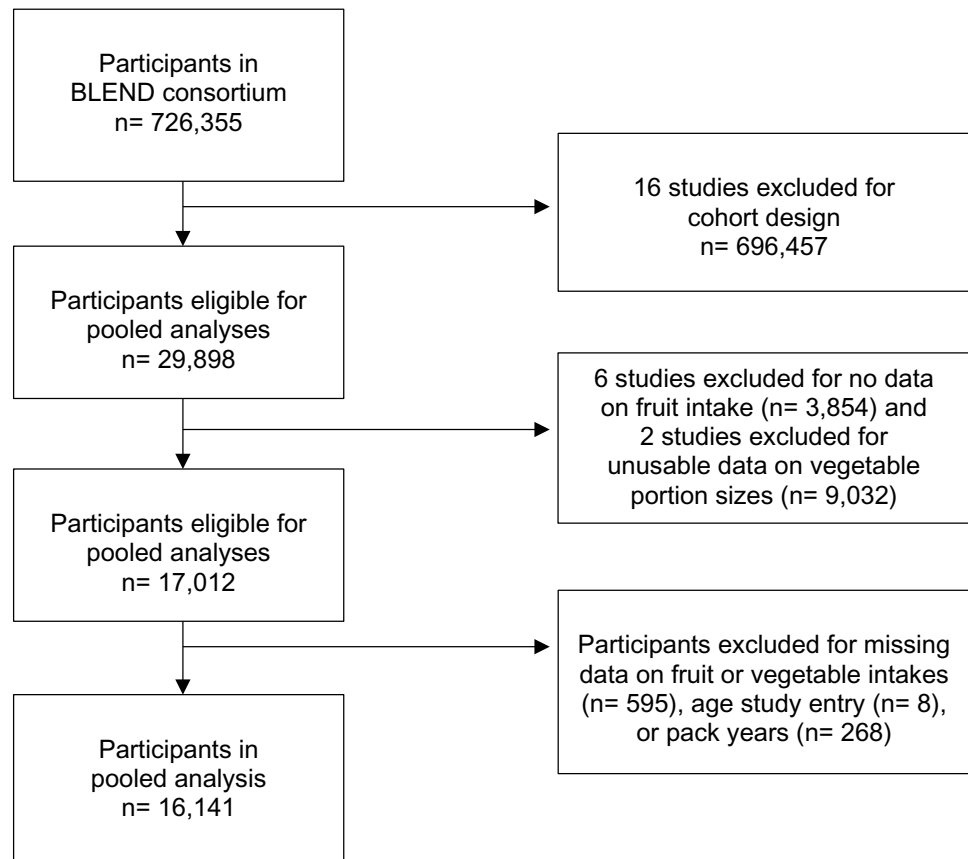 Participants in
BLEND consortium
n= 726,355
16 studies excluded for
cohort design
n= 696,457
Participants eligible for
pooled analyses
n= 29,898
6 studies excluded for no data
on fruit intake (n= 3,854) and
2 studies excluded for
unusable data on vegetable
portion sizes (n= 9,032)
Participants eligible for
pooled analyses
n= 17,012
Participants excluded for missing
data on fruit or vegetable intakes
(n= 595), age study entry (n= 8),
or pack years (n= 268)
Participants in
pooled analysis
n= 16,141